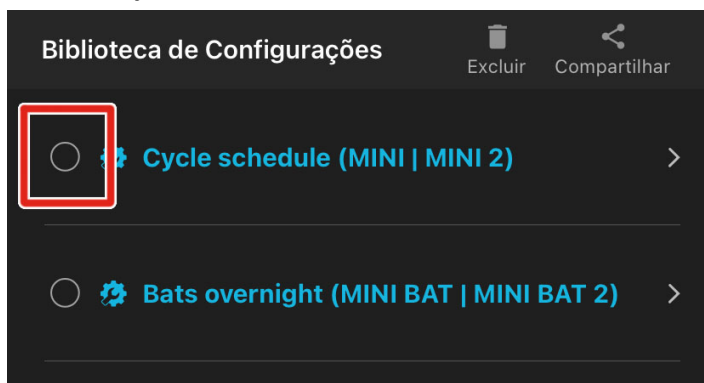 Biblioteca de Configurações
Excluir
Compartilhar
Cycle schedule (MINI | MINI 2)
Bats overnight (MINI BAT | MINI BAT 2)